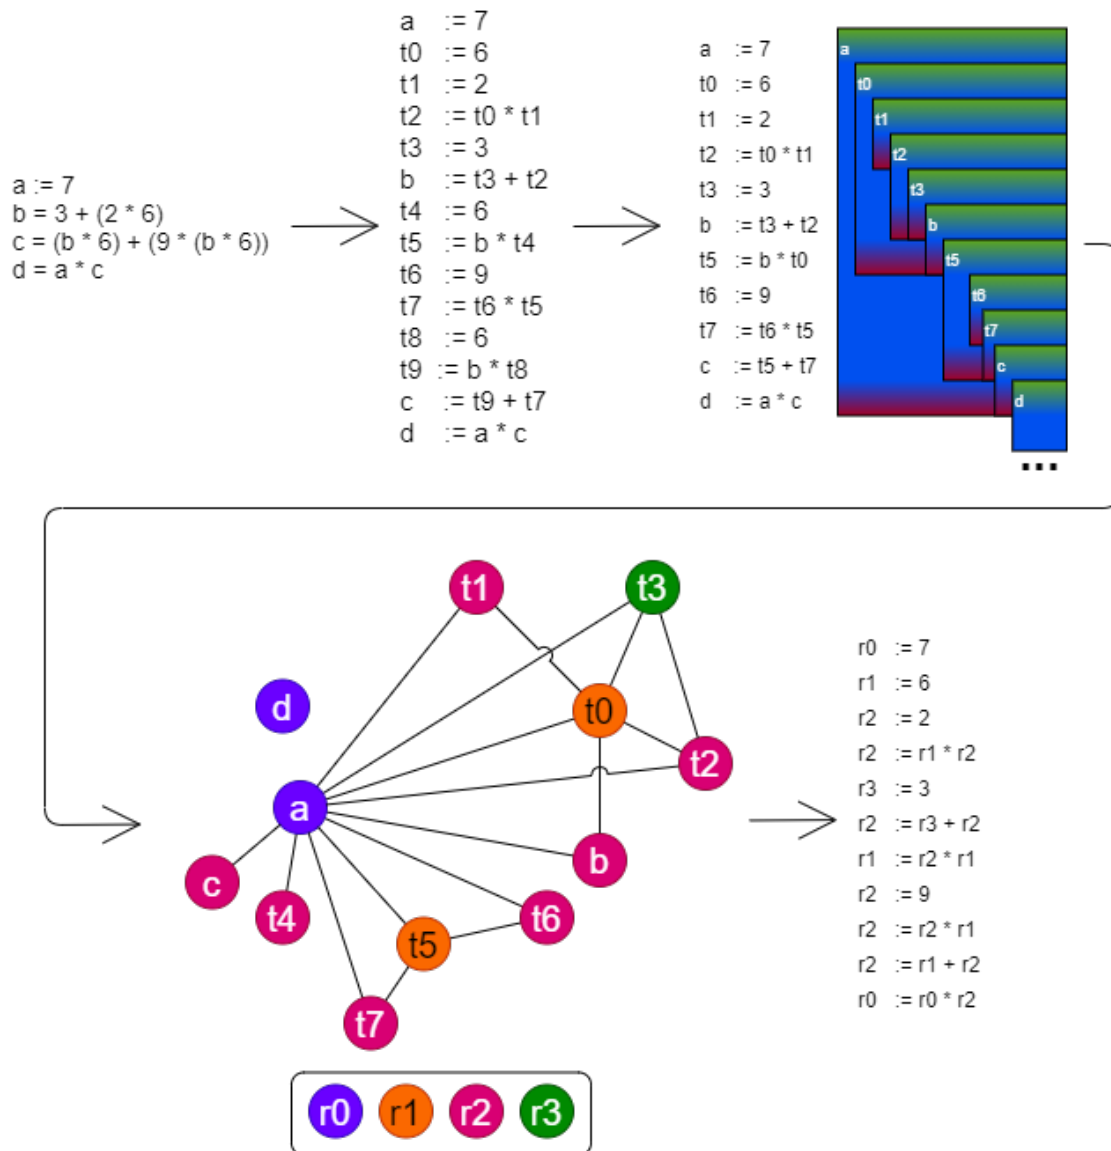 a := 7
b = 3 + (2 * 6)
c = (b * 6) + (9 * (b * 6))
d = a * c
a := 7
t0 := 6
t1 := 2
t2 := t0 * t1
t3 := 3
b := t3 + t2
t4 := 6
t5 := b * t4
t6 := 9
t7 := t6 * t5
t8 := 6
t9 := b * t8
c := t9 + t7
d := a * c
a := 7
t0 := 6
t1 := 2
t2 := t0 * t1
t3 := 3
b := t3 + t2
t5 := b * t0
t6 := 9
t7 := t6 * t5
c := t5 + t7
d := a * c
a
t0
t1
t2
t3
b
t5
t6
t7
c
d
...
t1
t3
d
t0
t2
a
b
c
t4
t6
t5
t7
r0 := 7
r1 := 6
r2 := 2
r2 := r1 * r2
r3 := 3
r2 := r3 + r2
r1 := r2 * r1
r2 := 9
r2 := r2 * r1
r2 := r1 + r2
r0 := r0 * r2
r0 r1 r2 r3